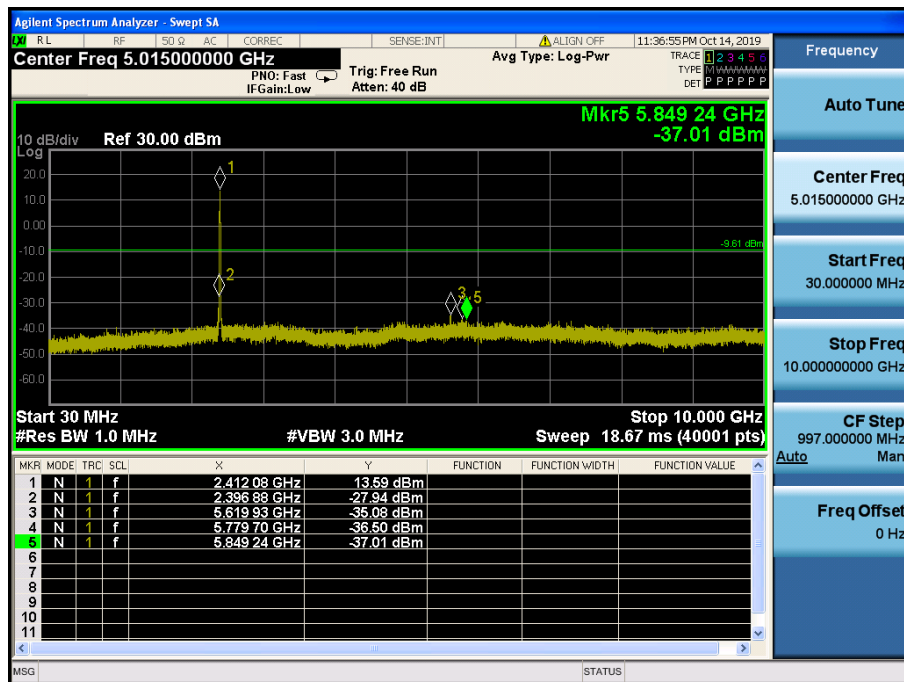 Agilent Spectrum Analyzer - Swept SA
LXI RL RF 50 Ω AC CORREC SENSE:INT ALIGN OFF 11:36:55 PM Oct 14, 2019
Center Freq 5.015000000 GHz
PNO: Fast
IFGain:Low
Trig: Free Run
Atten: 40 dB
Avg Type: Log-Pwr
TRACE 1 2 3 4 5 6
TYPE M WWWWW
DET P P P P P P
Mkr5 5.849 24 GHz
-37.01 dBm
10 dB/div Ref 30.00 dBm
Log
20.0
10.0
0.00
-10.0
-20.0
-30.0
-40.0
-50.0
-60.0
1
2
3
5
-9.61 dBm
Start 30 MHz Stop 10.000 GHz
#Res BW 1.0 MHz #VBW 3.0 MHz Sweep 18.67 ms (40001 pts)
MKR MODE TRC SCL X Y FUNCTION FUNCTION WIDTH FUNCTION VALUE
1 N 1 f 2.412 08 GHz 13.59 dBm
2 N 1 f 2.396 88 GHz -27.94 dBm
3 N 1 f 5.619 93 GHz -35.08 dBm
4 N 1 f 5.779 70 GHz -36.50 dBm
5 N 1 f 5.849 24 GHz -37.01 dBm
6
7
8
9
10
11
MSG STATUS
Frequency
Auto Tune
Center Freq
5.015000000 GHz
Start Freq
30.000000 MHz
Stop Freq
10.000000000 GHz
CF Step
997.000000 MHz
Auto Man
Freq Offset
0 Hz